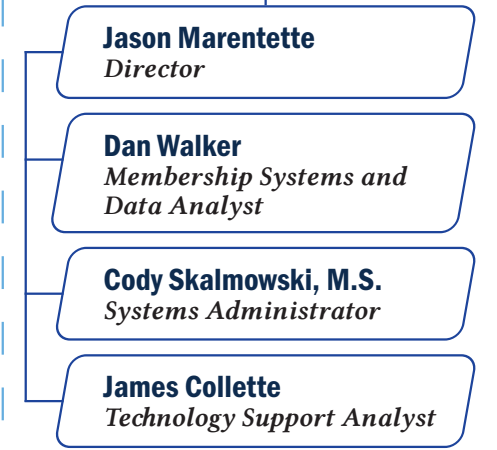 Jason Marentette
Director
Dan Walker
Membership Systems and
Data Analyst
Cody Skalmowski, M.S.
Systems Administrator
James Collette
Technology Support Analyst